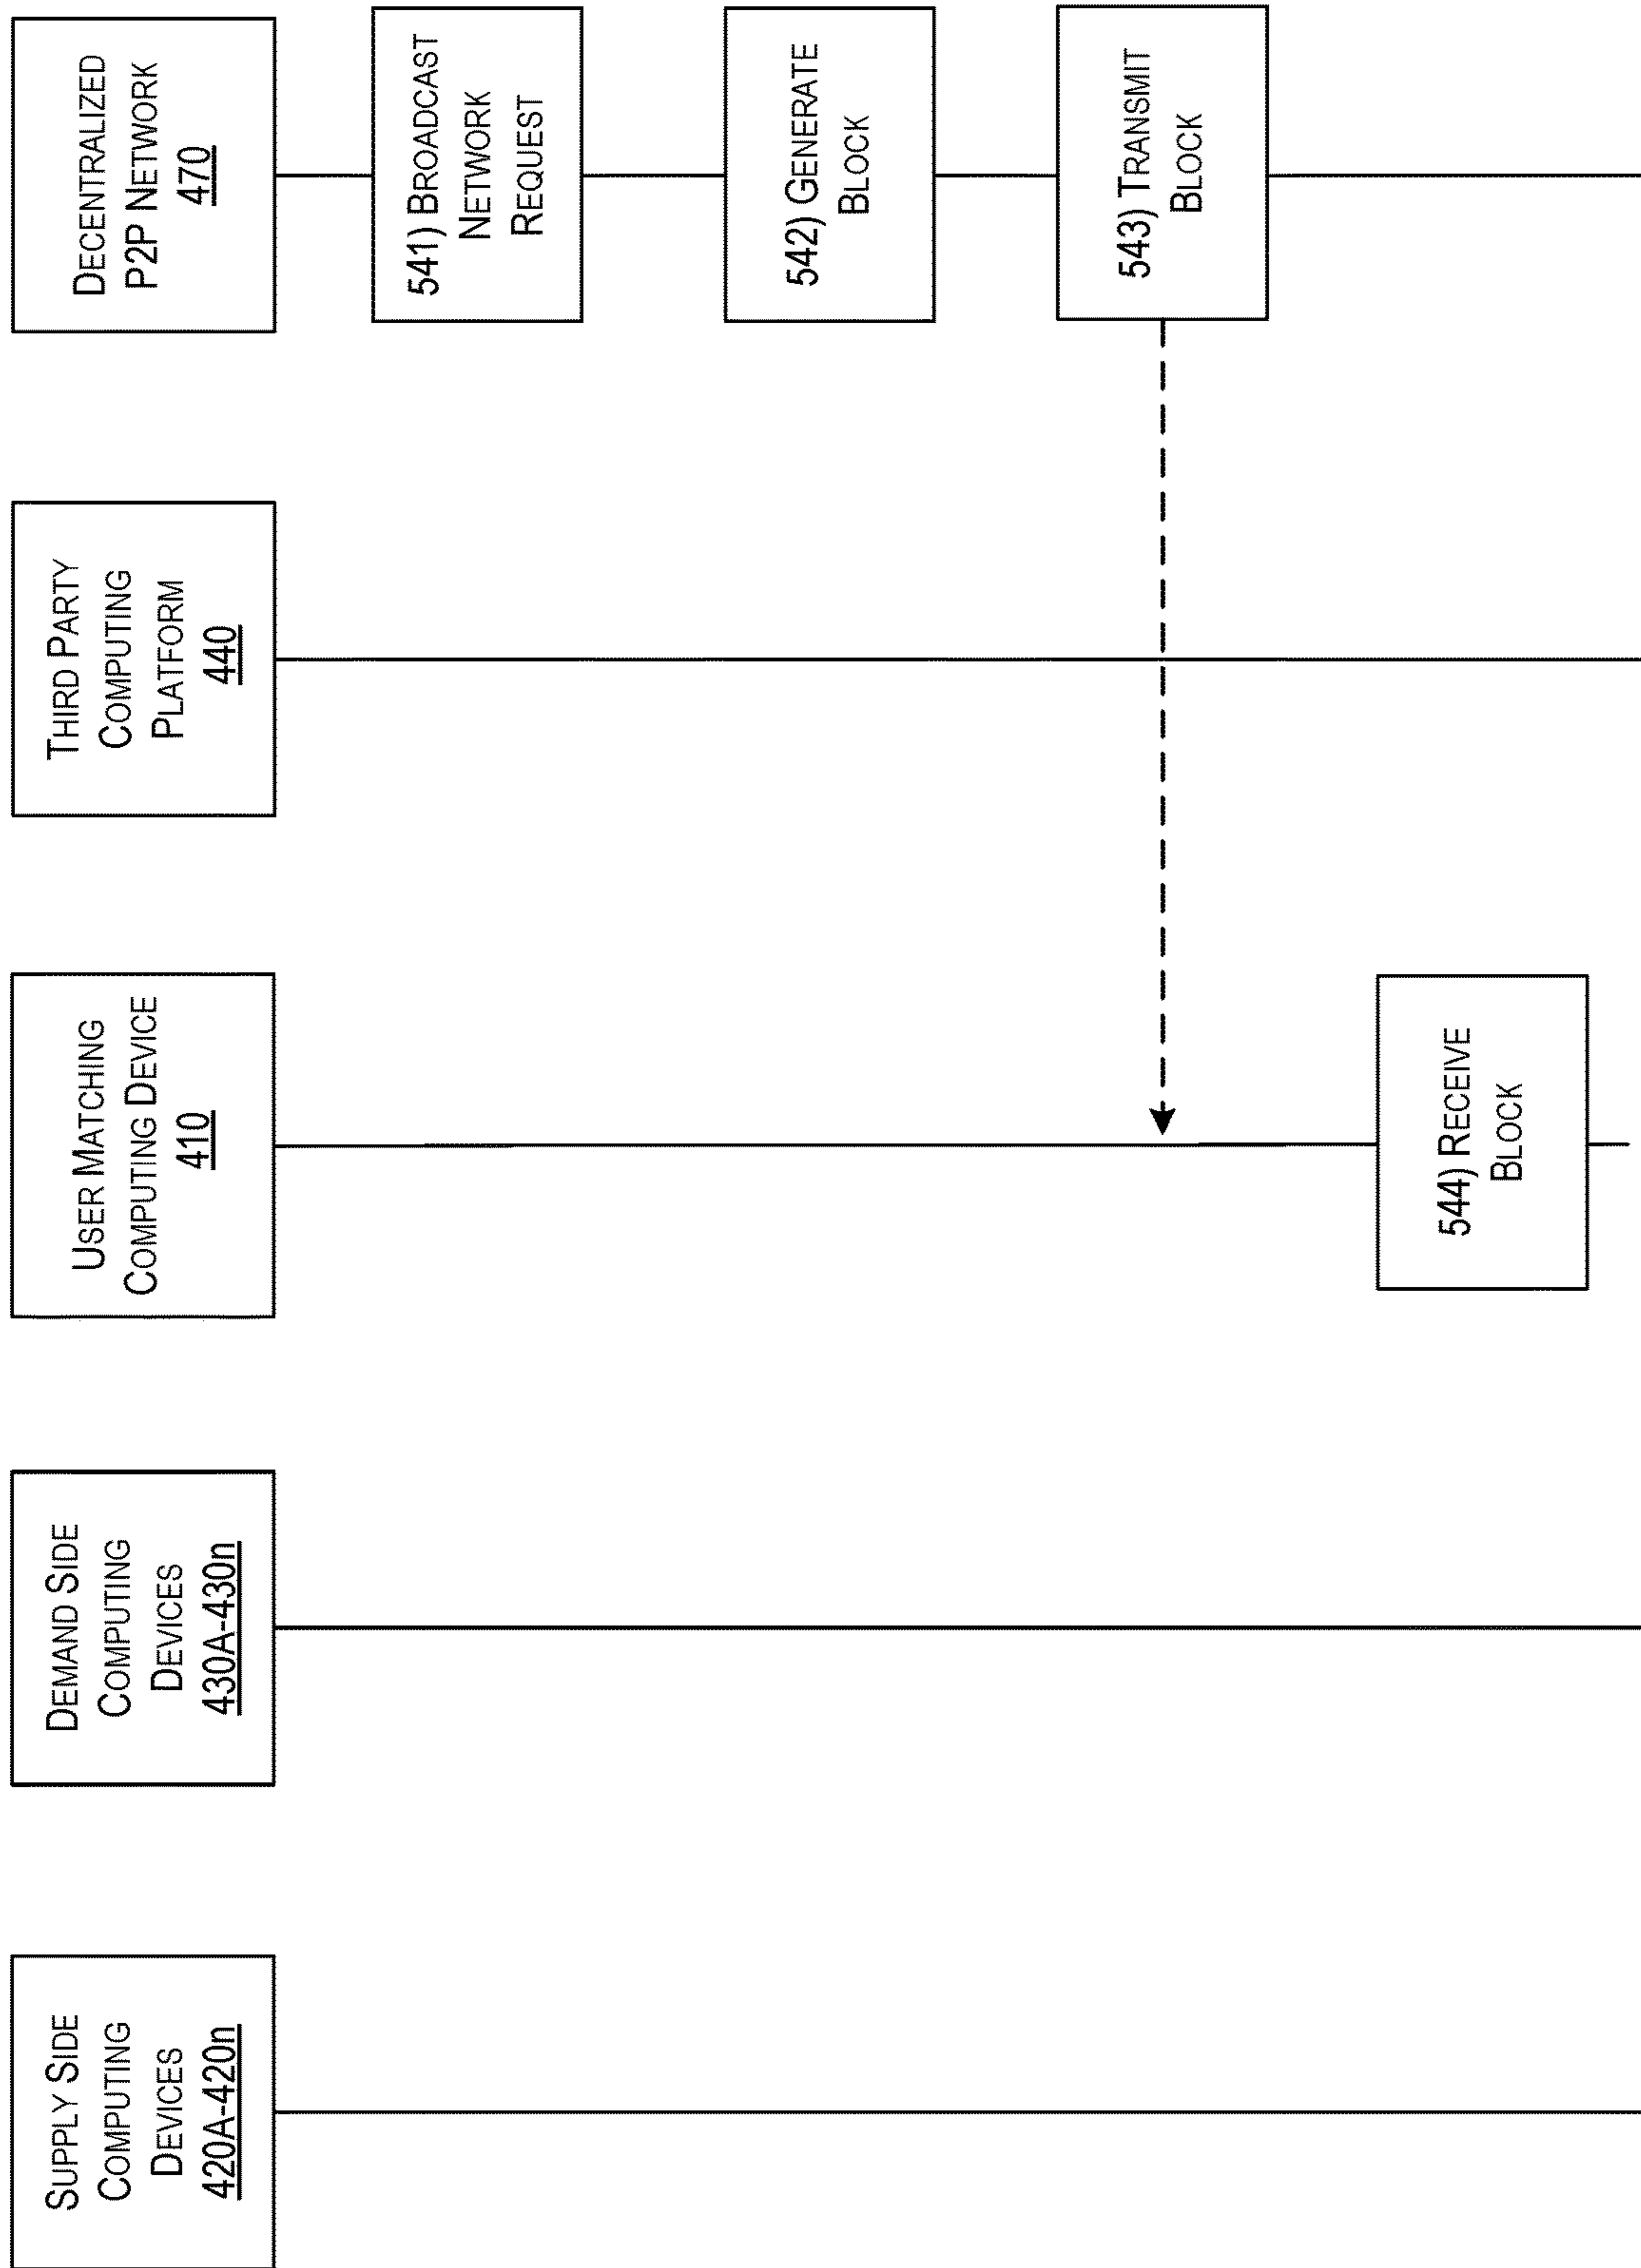 SUPPLY SIDE
COMPUTING
DEVICES
420A-420n
DEMAND SIDE
COMPUTING
DEVICES
430A-430n
USER MATCHING
COMPUTING DEVICE
410
THIRD PARTY
COMPUTING
PLATFORM
440
DECENTRALIZED
P2P NETWORK
470
541) BROADCAST
NETWORK
REQUEST
542) GENERATE
BLOCK
543) TRANSMIT
BLOCK
544) RECEIVE
BLOCK